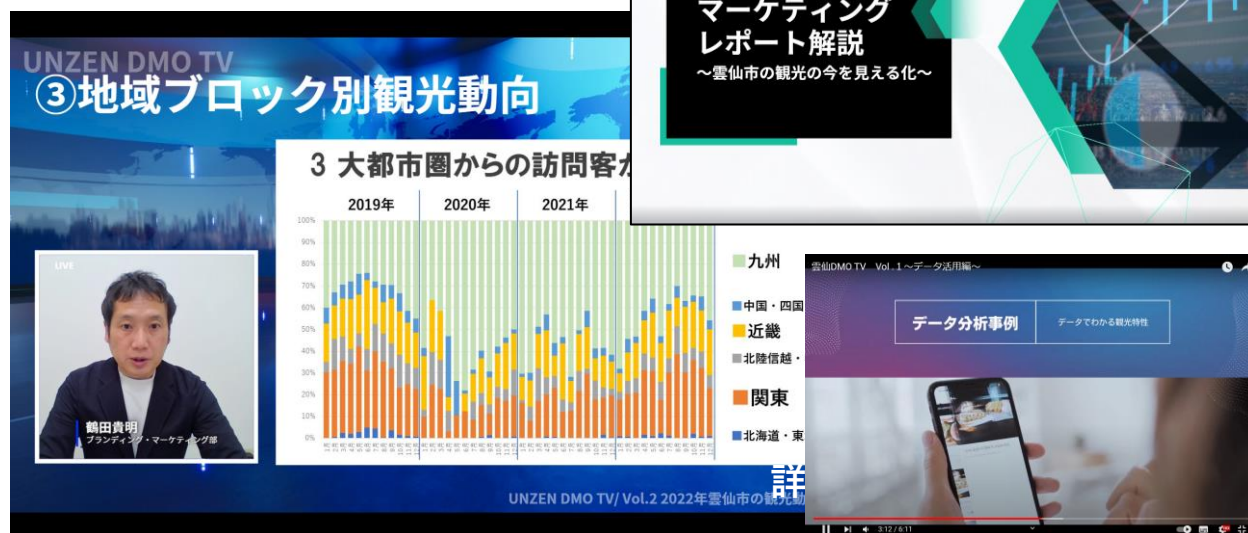 UNZEN DMO TV
③地域ブロック別観光動向
マーケティング
レポート解説
～雲仙市の観光の今を見える化～
3 大都市圏からの訪問客
2019年
2020年
2021年
100%
90%
80%
70%
60%
50%
40%
30%
20%
10%
0%
九州
中国・四国
近畿
北陸信越・
関東
北海道・東
LIVE
鶴田貴明
ブランディング・マーケティング部
UNZEN DMO TV/ Vol.2 2022年雲仙市の観光動
詳
雲仙DMO TV Vol.1～データ活用編～
データ分析事例
データでわかる観光特性
3:12 / 6:11